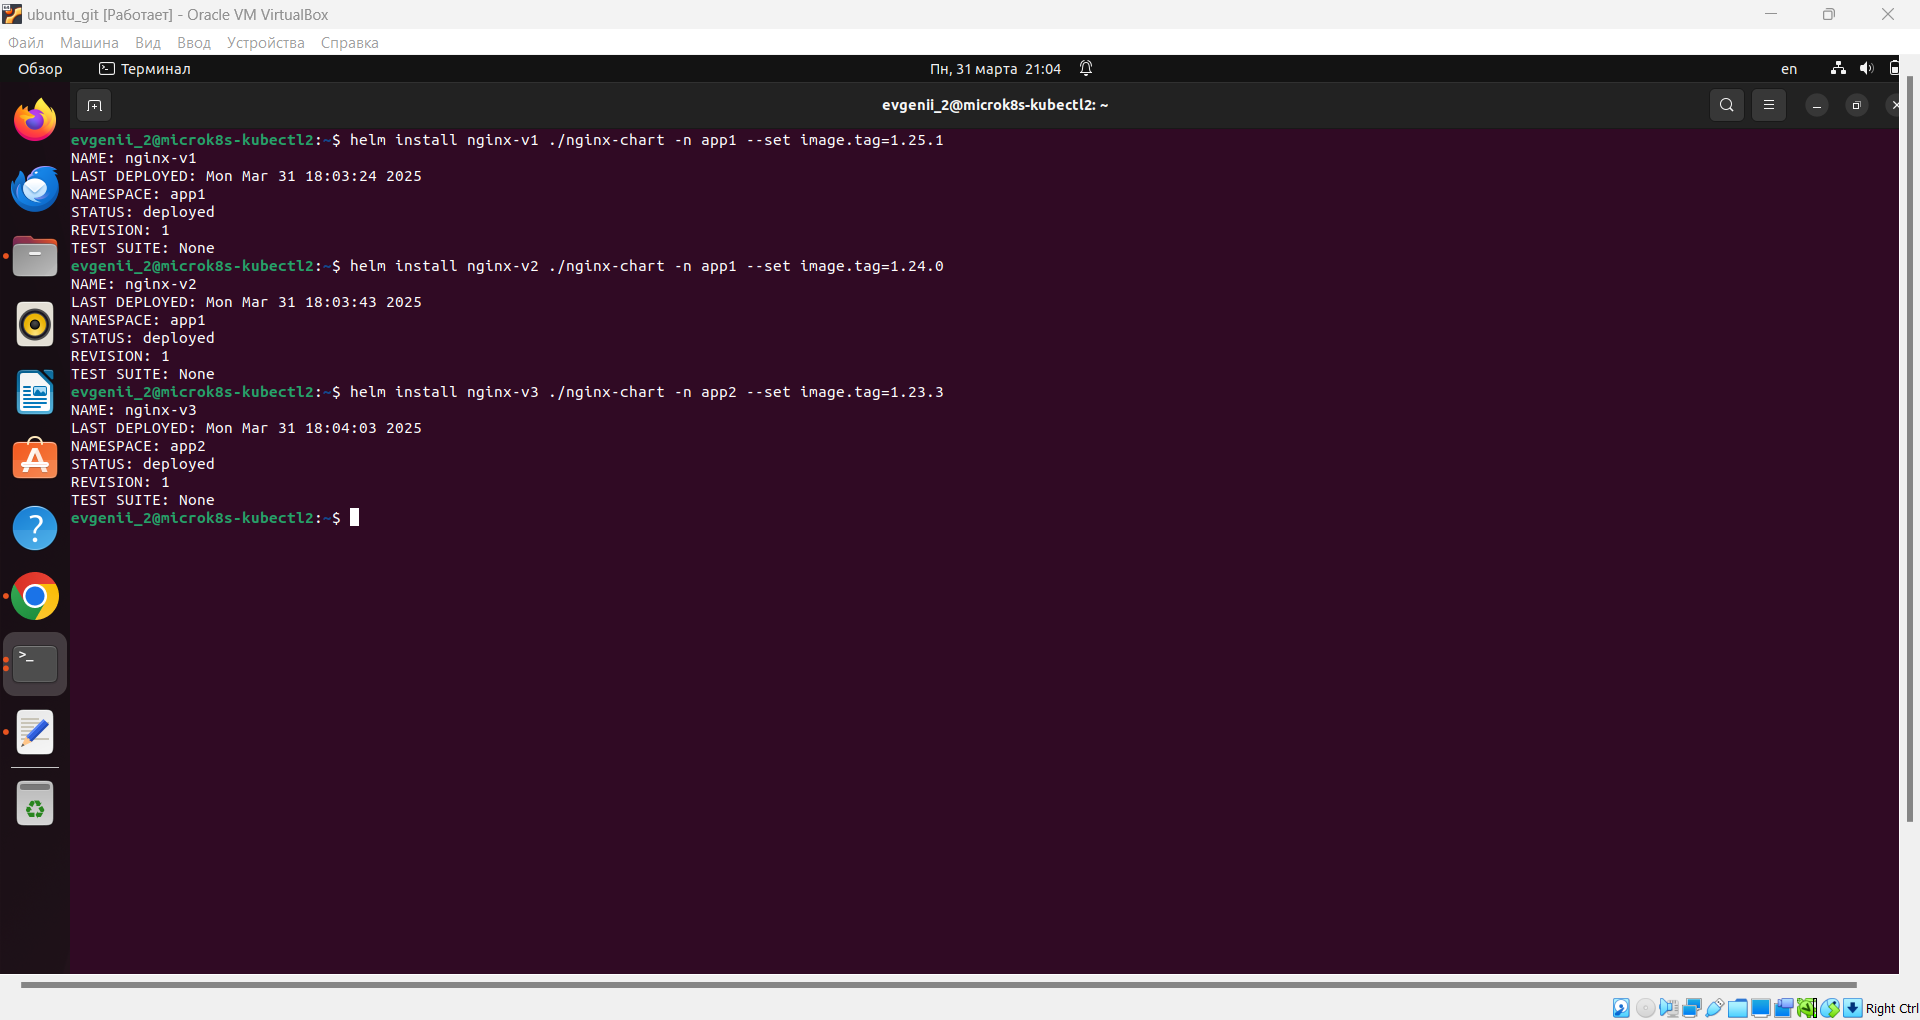 ubuntu_git [Работает] - Oracle VM VirtualBox
Файл Машина Вид Ввод Устройства Справка
Обзор Терминал Пн, 31 марта 21:04 en
evgenii_2@microk8s-kubectl2: ~
evgenii_2@microk8s-kubectl2:~$ helm install nginx-v1 ./nginx-chart -n app1 --set image.tag=1.25.1
NAME: nginx-v1
LAST DEPLOYED: Mon Mar 31 18:03:24 2025
NAMESPACE: app1
STATUS: deployed
REVISION: 1
TEST SUITE: None
evgenii_2@microk8s-kubectl2:~$ helm install nginx-v2 ./nginx-chart -n app1 --set image.tag=1.24.0
NAME: nginx-v2
LAST DEPLOYED: Mon Mar 31 18:03:43 2025
NAMESPACE: app1
STATUS: deployed
REVISION: 1
TEST SUITE: None
evgenii_2@microk8s-kubectl2:~$ helm install nginx-v3 ./nginx-chart -n app2 --set image.tag=1.23.3
NAME: nginx-v3
LAST DEPLOYED: Mon Mar 31 18:04:03 2025
NAMESPACE: app2
STATUS: deployed
REVISION: 1
TEST SUITE: None
evgenii_2@microk8s-kubectl2:~$
Right Ctrl